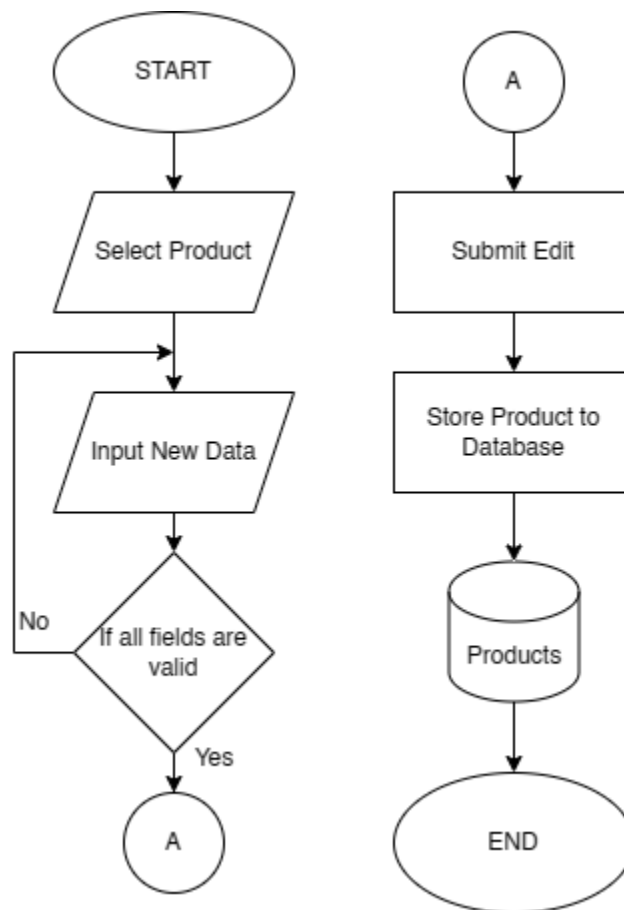 START
Select Product
Input New Data
If all fields are
valid
No
Yes
A
A
Submit Edit
Store Product to
Database
Products
END